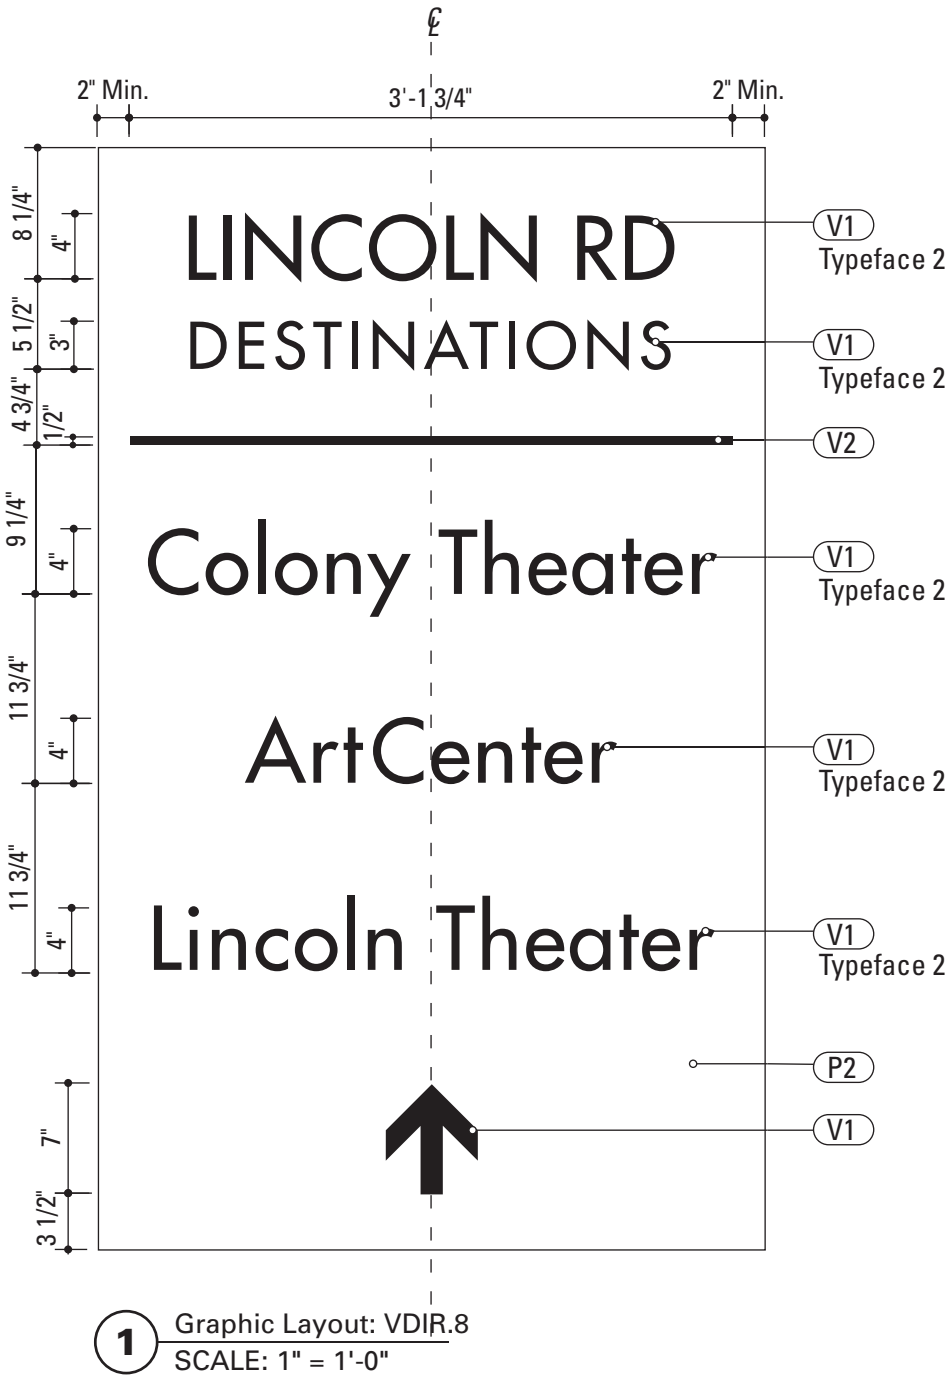 ℄
2" Min.
3'-1 3/4"
2" Min.
8 1/4"
4"
LINCOLN RD
V1
Typeface 2
5 1/2"
3"
DESTINATIONS
V1
Typeface 2
4 3/4"
1/2"
V2
9 1/4"
4"
Colony Theater
V1
Typeface 2
11 3/4"
4"
ArtCenter
V1
Typeface 2
11 3/4"
4"
Lincoln Theater
V1
Typeface 2
P2
7"
V1
3 1/2"
1
Graphic Layout: VDIR.8
SCALE: 1" = 1'-0"